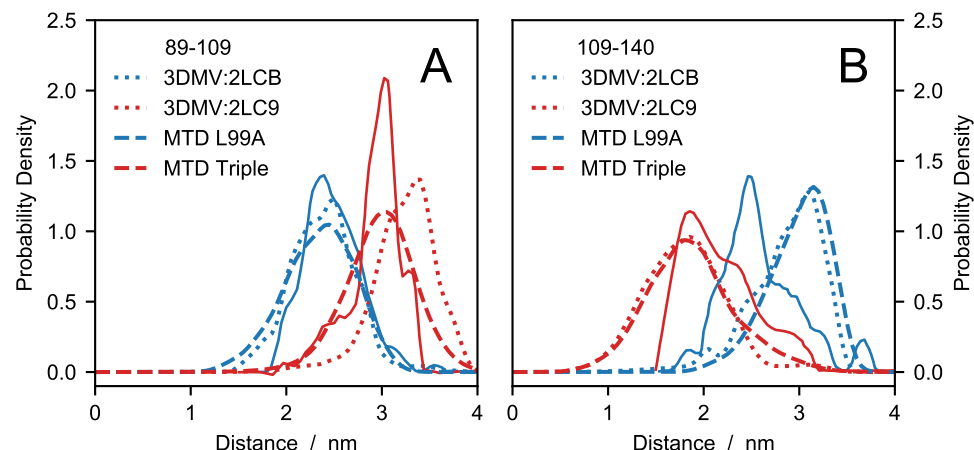 2.5
2.0
1.5
1.0
0.5
0.0
Probability Density
89-109
3DMV:2LCB
3DMV:2LC9
MTD L99A
MTD Triple
A
0 1 2 3 4
Distance / nm
109-140
3DMV:2LCB
3DMV:2LC9
MTD L99A
MTD Triple
B
0 1 2 3 4
Distance / nm
2.5
2.0
1.5
1.0
0.5
0.0
Probability Density